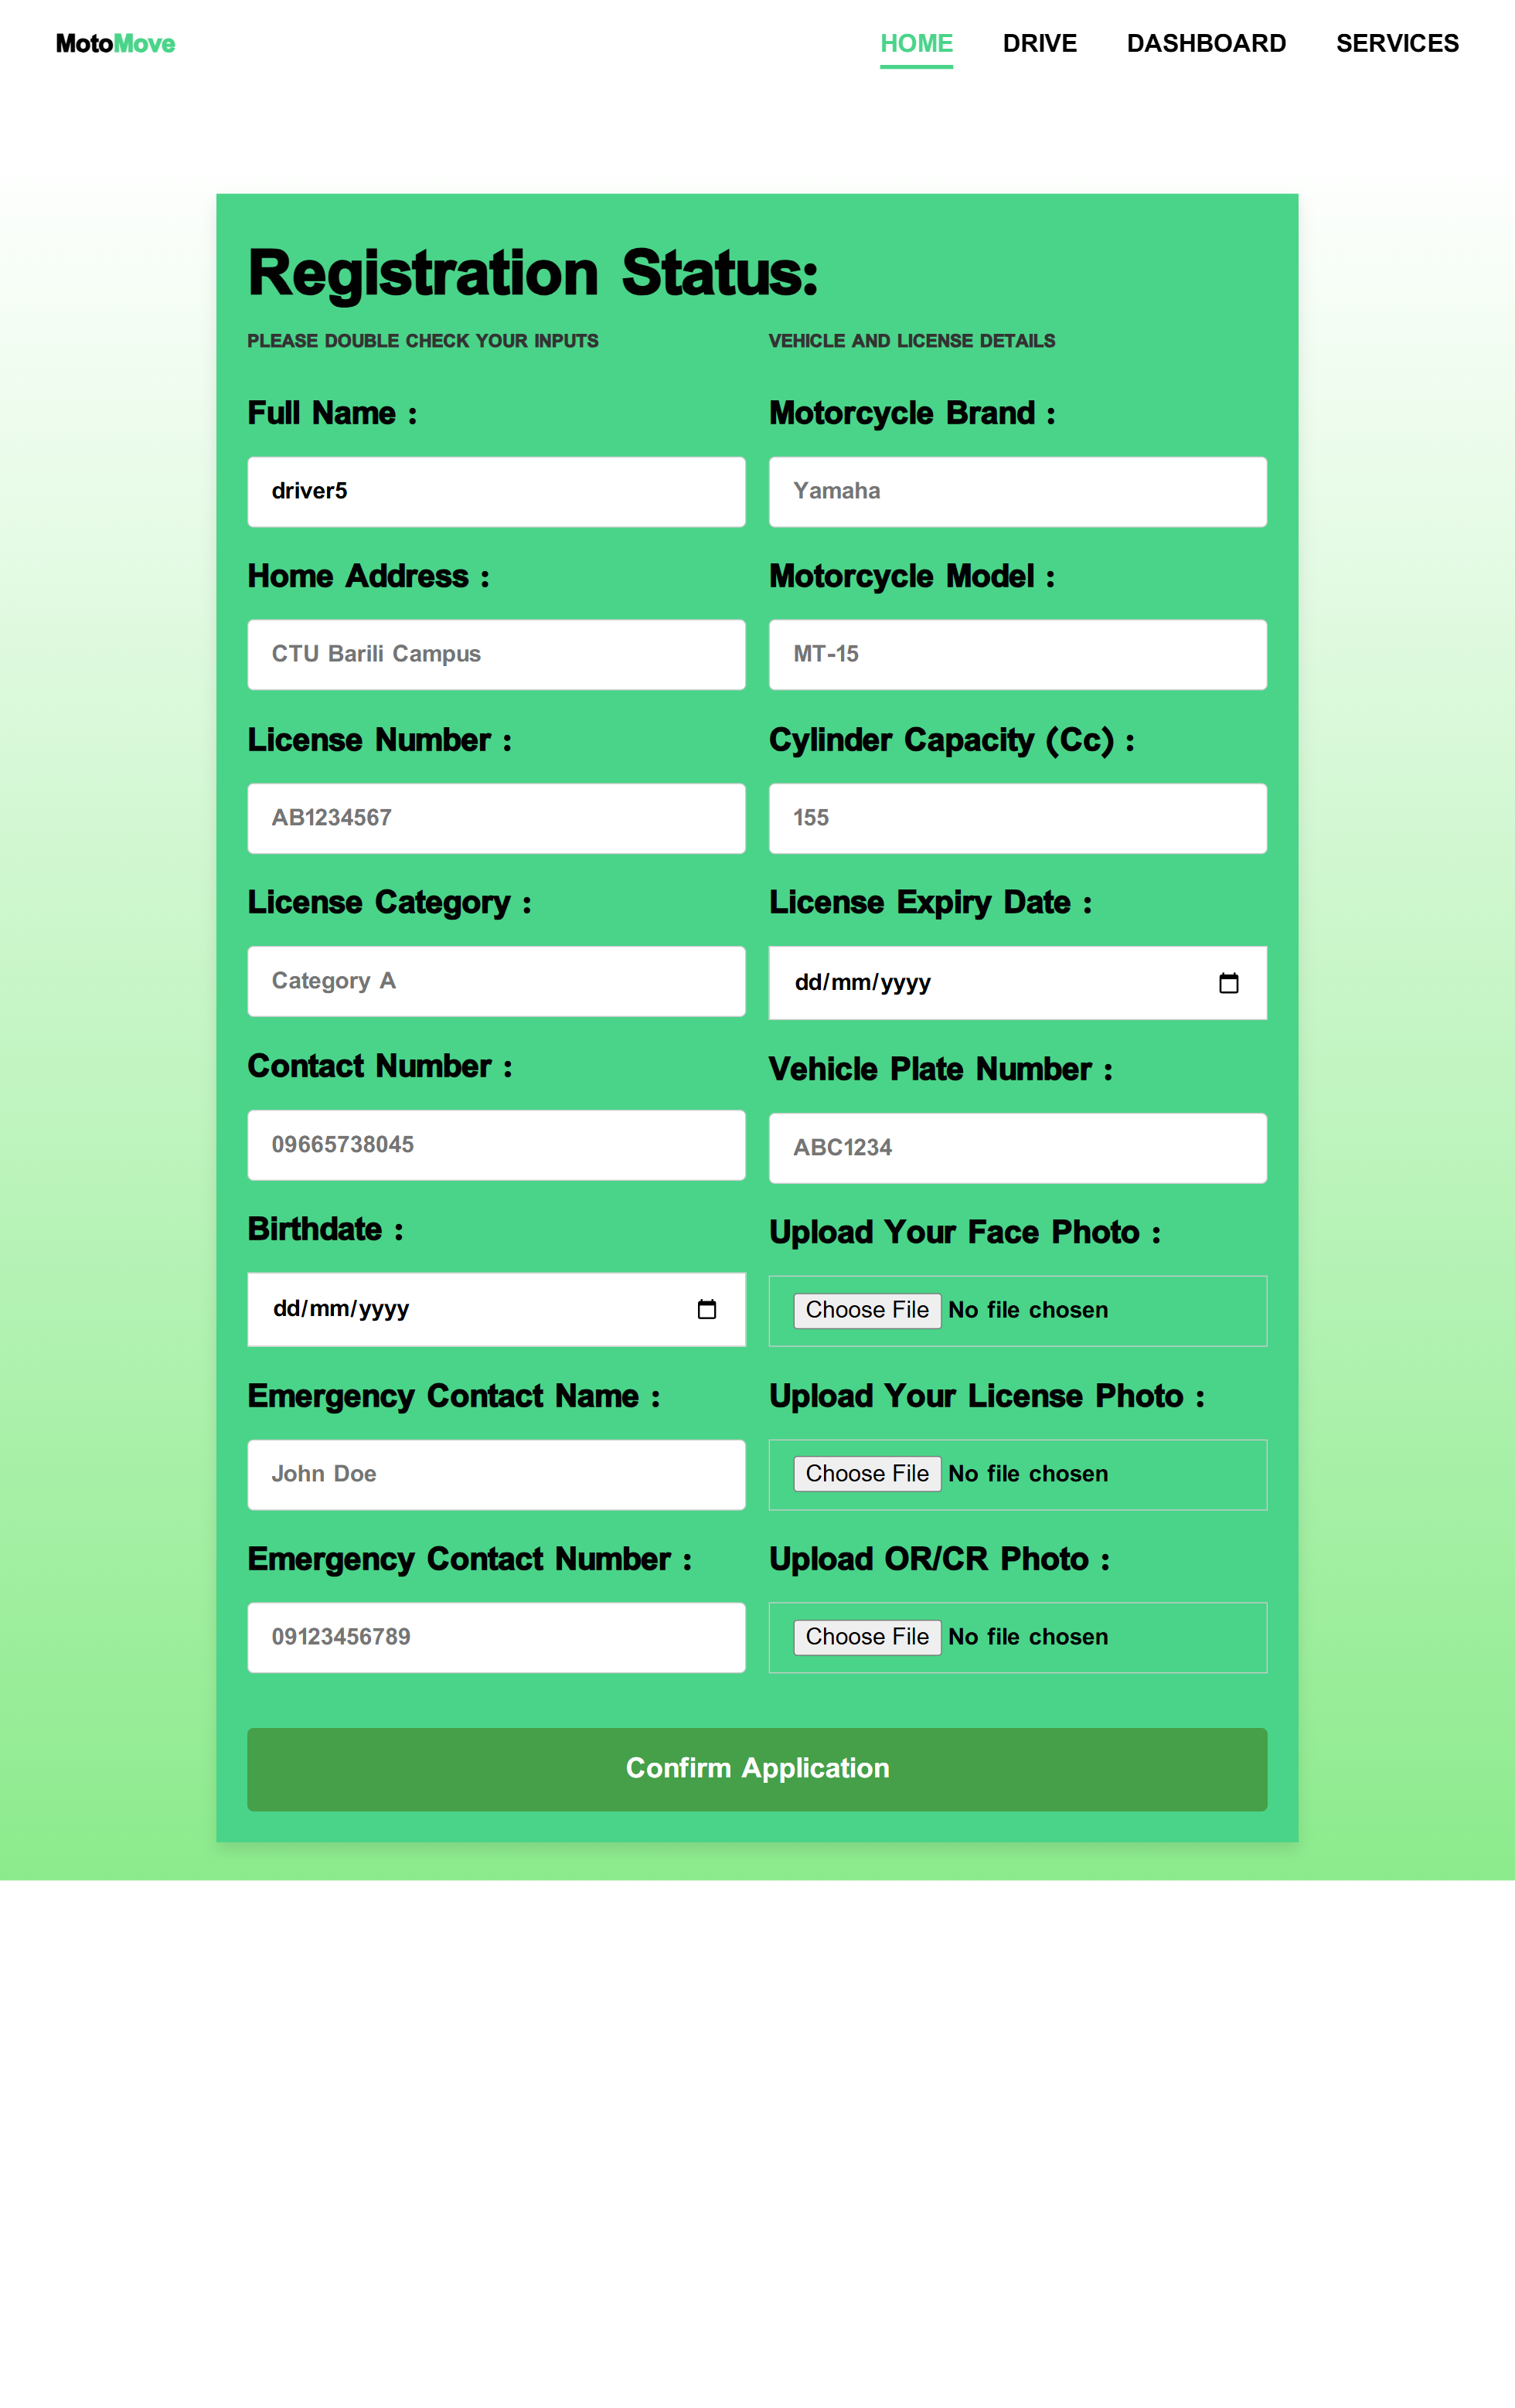 MotoMove
HOME DRIVE DASHBOARD SERVICES
Registration Status:
PLEASE DOUBLE CHECK YOUR INPUTS
Full Name :
driver5
Home Address :
CTU Barili Campus
License Number :
AB1234567
License Category :
Category A
Contact Number :
09665738045
Birthdate :
dd/mm/yyyy
Emergency Contact Name :
John Doe
Emergency Contact Number :
09123456789
VEHICLE AND LICENSE DETAILS
Motorcycle Brand :
Yamaha
Motorcycle Model :
MT-15
Cylinder Capacity (Cc) :
155
License Expiry Date :
dd/mm/yyyy
Vehicle Plate Number :
ABC1234
Upload Your Face Photo :
Choose File No file chosen
Upload Your License Photo :
Choose File No file chosen
Upload OR/CR Photo :
Choose File No file chosen
Confirm Application